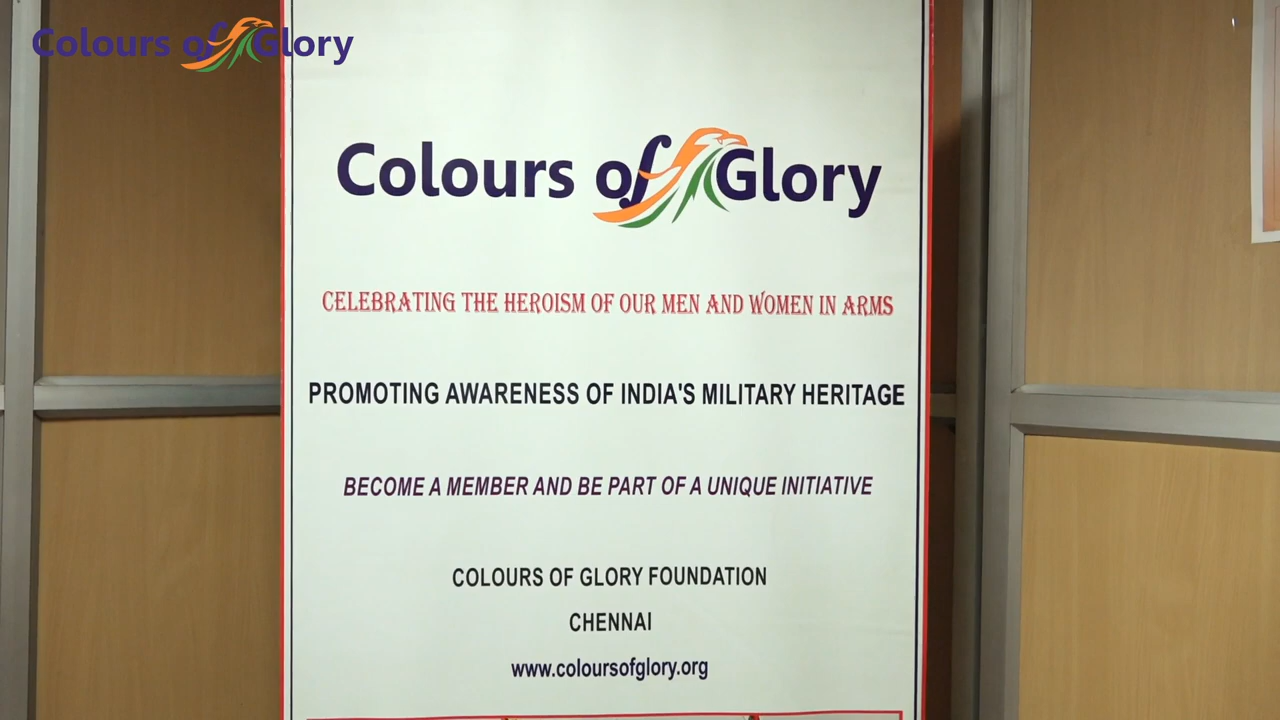 Colours of Glory
Colours of Glory
CELEBRATING THE HEROISM OF OUR MEN AND WOMEN IN ARMS
PROMOTING AWARENESS OF INDIA'S MILITARY HERITAGE
BECOME A MEMBER AND BE PART OF A UNIQUE INITIATIVE
COLOURS OF GLORY FOUNDATION
CHENNAI
www.coloursofglory.org